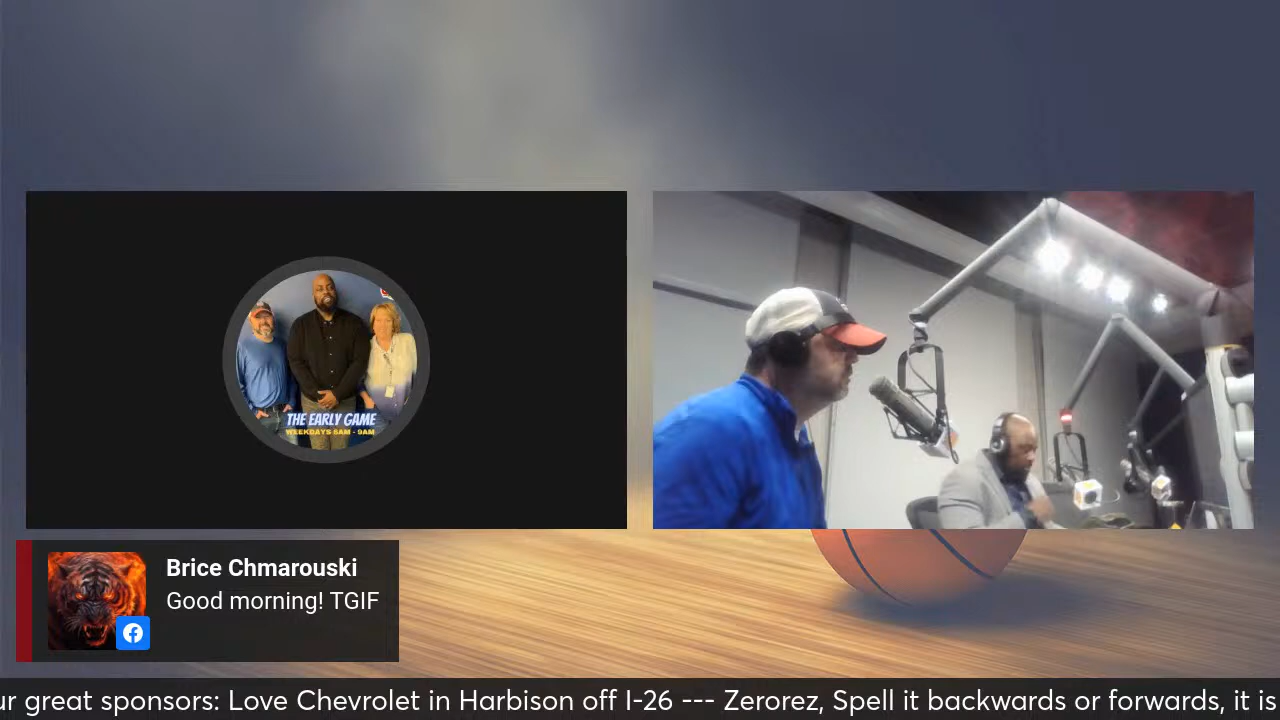 THE EARLY GAME
WEEKDAYS 6AM - 9AM
Brice Chmarouski
Good morning! TGIF
ur great sponsors: Love Chevrolet in Harbison off I-26 --- Zerorez, Spell it backwards or forwards, it is